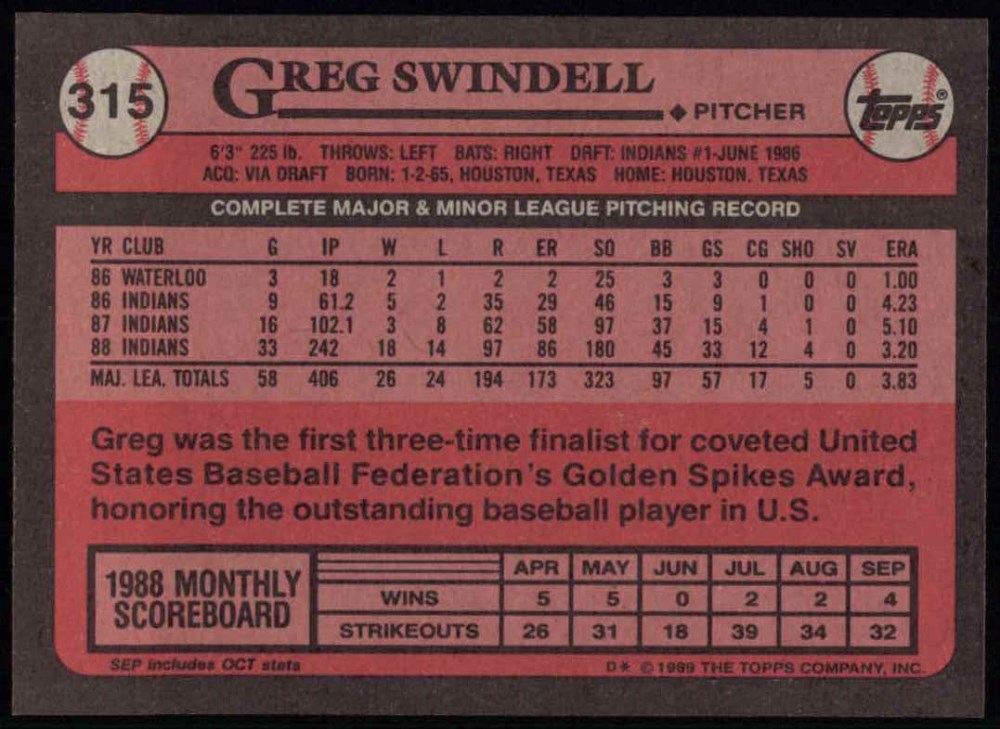 315
GREG SWINDELL
◆ PITCHER
TOPPS®
6'3" 225 lb. THROWS: LEFT BATS: RIGHT DRFT: INDIANS #1-JUNE 1986
ACQ: VIA DRAFT BORN: 1-2-65, HOUSTON, TEXAS HOME: HOUSTON, TEXAS
COMPLETE MAJOR & MINOR LEAGUE PITCHING RECORD
YR CLUB G IP W L R ER SO BB GS CG SHO SV ERA
86 WATERLOO 3 18 2 1 2 2 25 3 3 0 0 0 1.00
86 INDIANS 9 61.2 5 2 35 29 46 15 9 1 0 0 4.23
87 INDIANS 16 102.1 3 8 62 58 97 37 15 4 1 0 5.10
88 INDIANS 33 242 18 14 97 86 180 45 33 12 4 0 3.20
MAJ. LEA. TOTALS 58 406 26 24 194 173 323 97 57 17 5 0 3.83
Greg was the first three-time finalist for coveted United
States Baseball Federation's Golden Spikes Award,
honoring the outstanding baseball player in U.S.
1988 MONTHLY
SCOREBOARD
APR MAY JUN JUL AUG SEP
WINS 5 5 0 2 2 4
STRIKEOUTS 26 31 18 39 34 32
SEP includes OCT stats
D* © 1989 THE TOPPS COMPANY, INC.